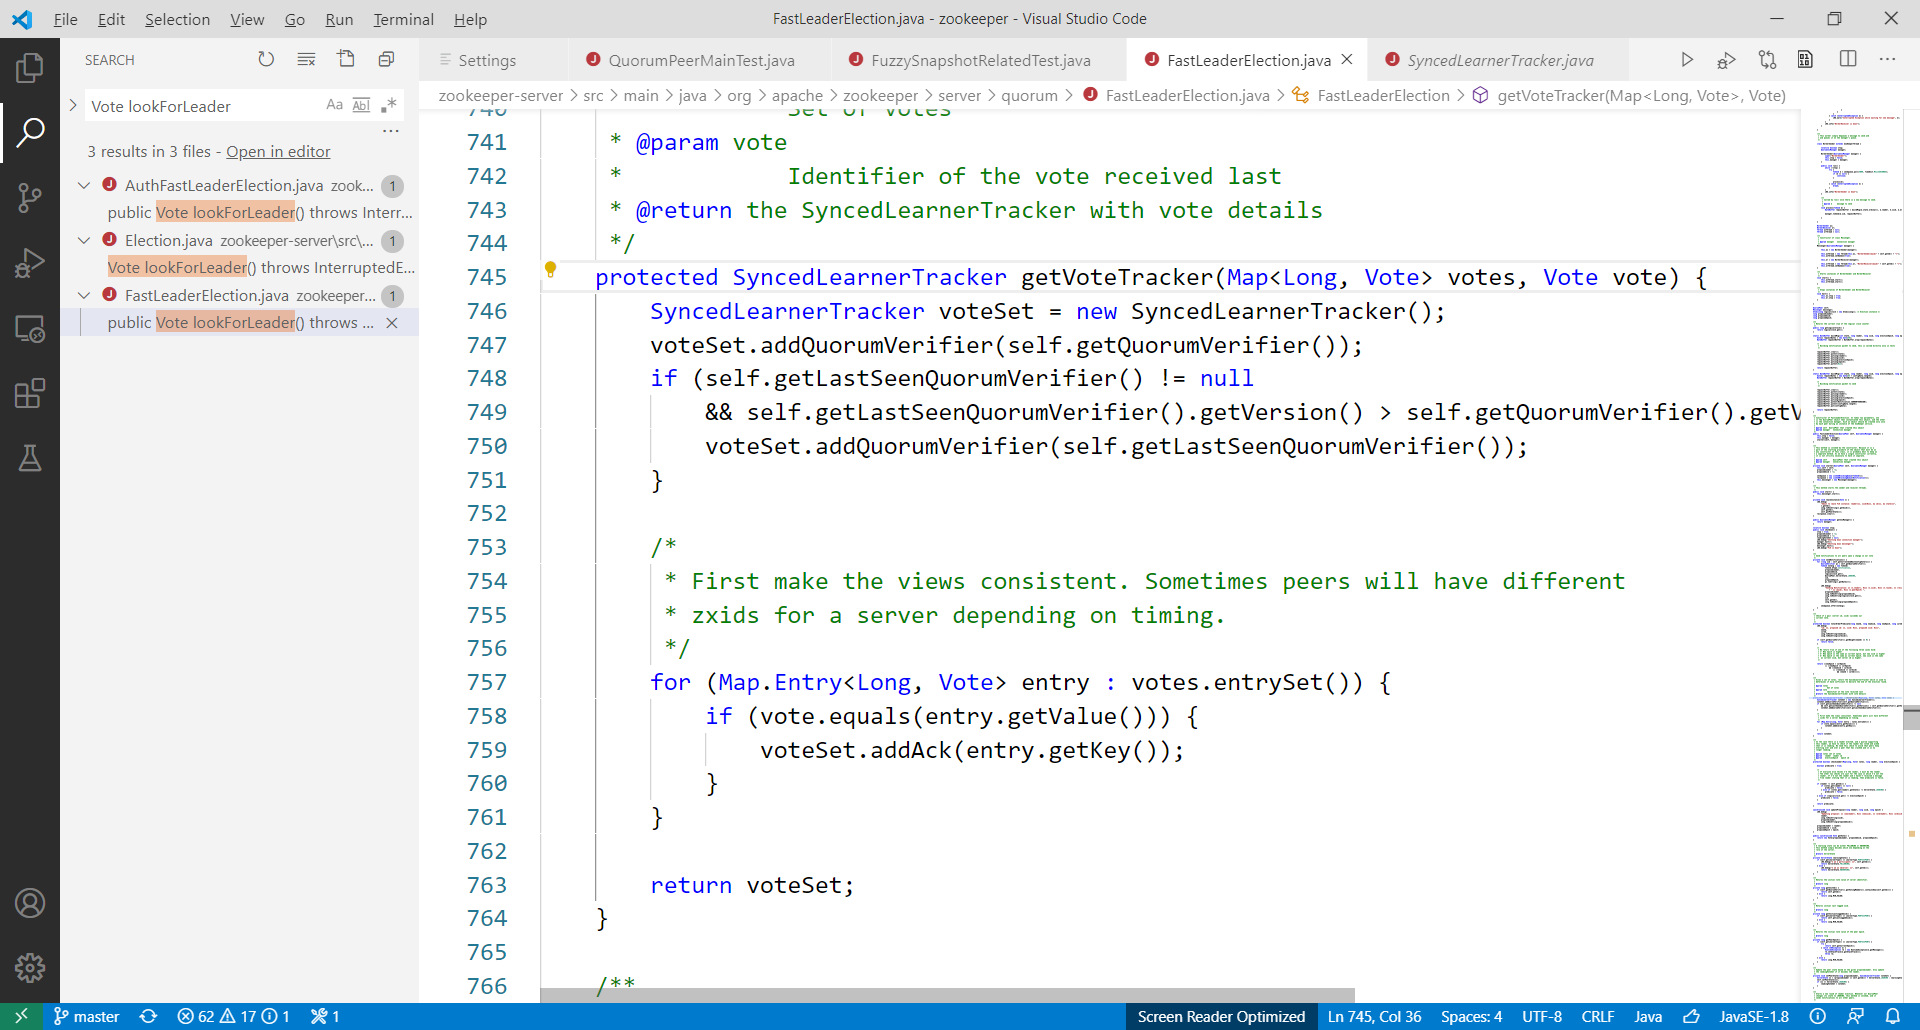 File Edit Selection View Go Run Terminal Help
FastLeaderElection.java - zookeeper - Visual Studio Code
SEARCH
Vote lookForLeader
Aa Abl .*
3 results in 3 files - Open in editor
AuthFastLeaderElection.java zook... 1
public Vote lookForLeader() throws Interr...
Election.java zookeeper-server\src\... 1
Vote lookForLeader() throws InterruptedE...
FastLeaderElection.java zookeeper... 1
public Vote lookForLeader() throws ...
Settings
QuorumPeerMainTest.java
FuzzySnapshotRelatedTest.java
FastLeaderElection.java
SyncedLearnerTracker.java
zookeeper-server > src > main > java > org > apache > zookeeper > server > quorum > FastLeaderElection.java > FastLeaderElection > getVoteTracker(Map<Long, Vote>, Vote)
740 Set of votes
741 * @param vote
742 * Identifier of the vote received last
743 * @return the SyncedLearnerTracker with vote details
744 */
745 protected SyncedLearnerTracker getVoteTracker(Map<Long, Vote> votes, Vote vote) {
746 SyncedLearnerTracker voteSet = new SyncedLearnerTracker();
747 voteSet.addQuorumVerifier(self.getQuorumVerifier());
748 if (self.getLastSeenQuorumVerifier() != null
749 && self.getLastSeenQuorumVerifier().getVersion() > self.getQuorumVerifier().getV
750 voteSet.addQuorumVerifier(self.getLastSeenQuorumVerifier());
751 }
752
753 /*
754 * First make the views consistent. Sometimes peers will have different
755 * zxids for a server depending on timing.
756 */
757 for (Map.Entry<Long, Vote> entry : votes.entrySet()) {
758 if (vote.equals(entry.getValue())) {
759 voteSet.addAck(entry.getKey());
760 }
761 }
762
763 return voteSet;
764 }
765
766 /**
master 62 17 1 1
Screen Reader Optimized Ln 745, Col 36 Spaces: 4 UTF-8 CRLF Java JavaSE-1.8